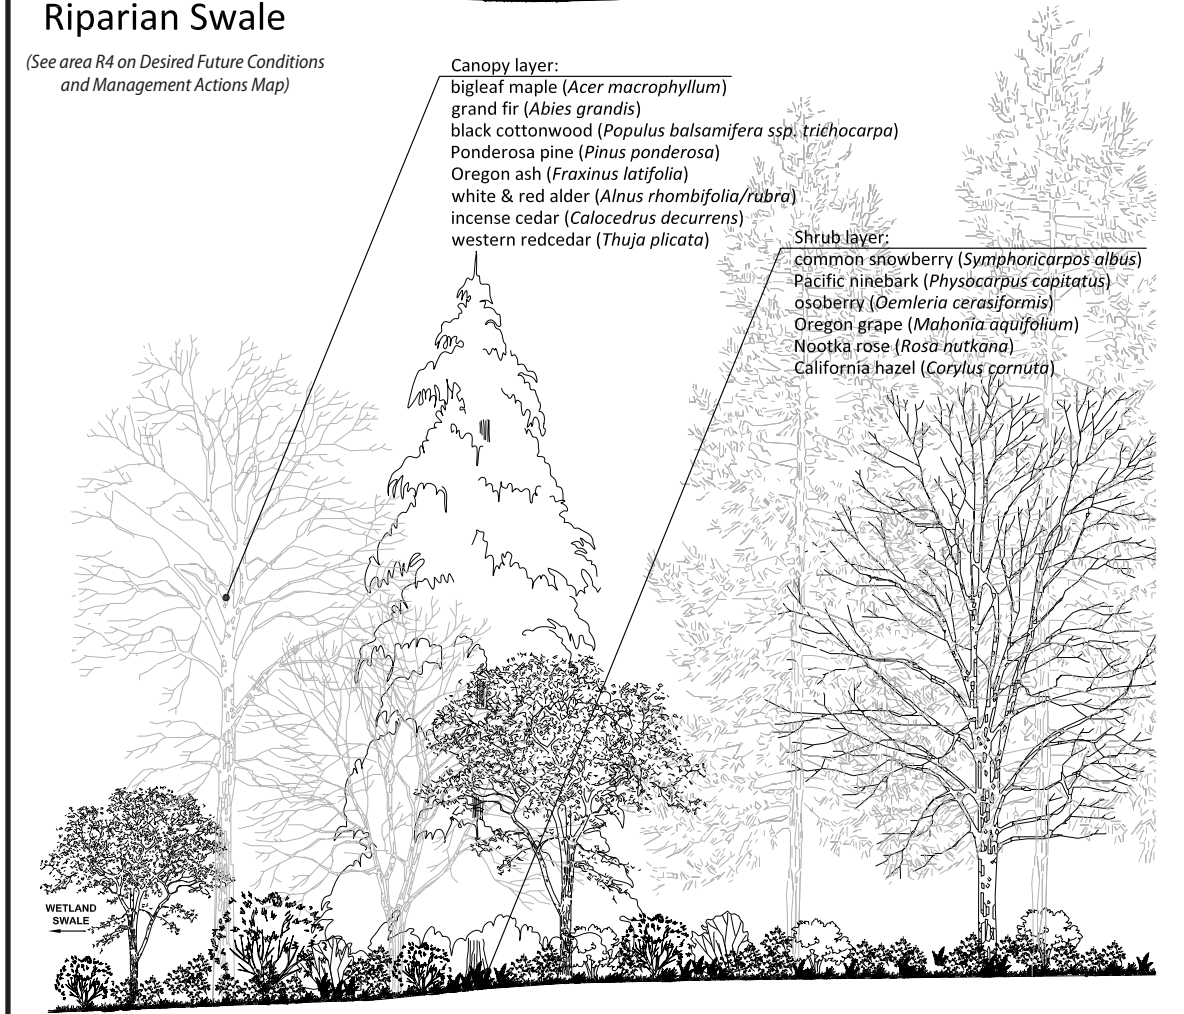 Riparian Swale
(See area R4 on Desired Future Conditions
and Management Actions Map)
Canopy layer:
bigleaf maple (Acer macrophyllum)
grand fir (Abies grandis)
black cottonwood (Populus balsamifera ssp. trichocarpa)
Ponderosa pine (Pinus ponderosa)
Oregon ash (Fraxinus latifolia)
white & red alder (Alnus rhombifolia/rubra)
incense cedar (Calocedrus decurrens)
western redcedar (Thuja plicata)
Shrub layer:
common snowberry (Symphoricarpos albus)
Pacific ninebark (Physocarpus capitatus)
osoberry (Oemleria cerasiformis)
Oregon grape (Mahonia aquifolium)
Nootka rose (Rosa nutkana)
California hazel (Corylus cornuta)
WETLAND
SWALE